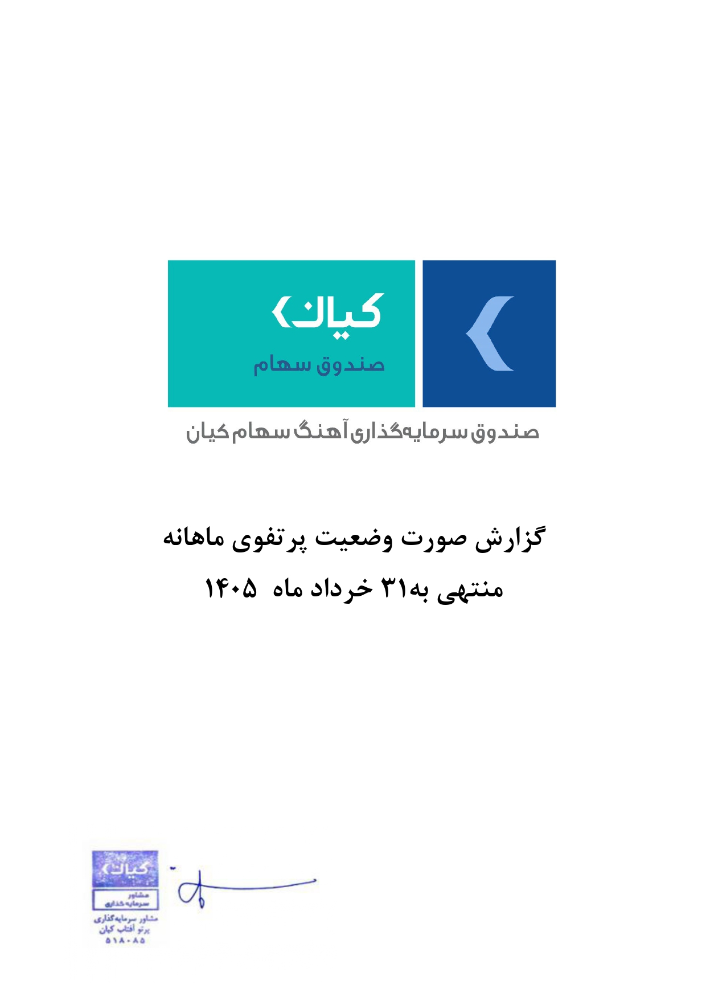 کیان
صندوق سهام
صندوق سرمایه‌گذاری آهنگ سهام کیان
گزارش صورت وضعیت پرتفوی ماهانه
منتهی به۳۱ خرداد ماه ۱۴۰۵
کیان
مشاور
سرمایه گذاری
مشاور سرمایه‌گذاری
پرتو آفتاب کیان
۵۱۸۰۸۵